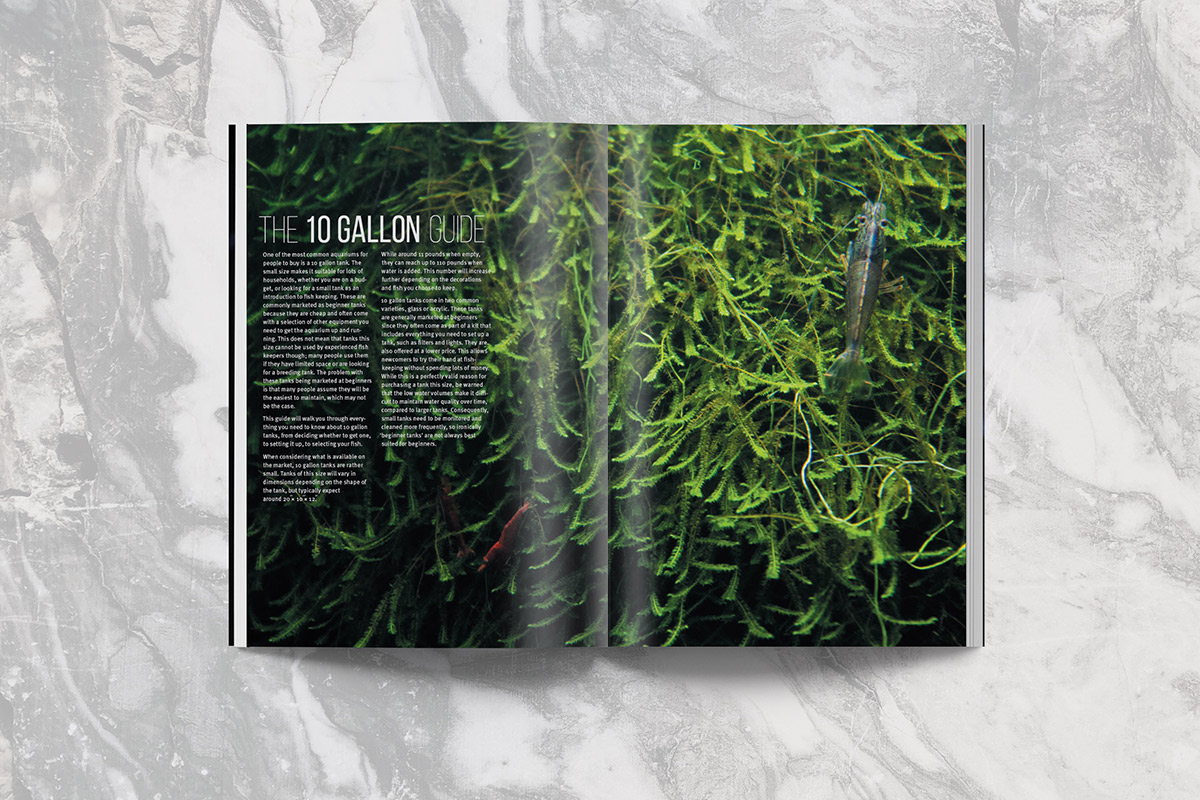 THE 10 GALLON GUIDE
One of the most common aquariums for
people to buy is a 10 gallon tank. The
small size makes it suitable for lots of
households, whether you are on a bud-
get, or looking for a small tank as an
introduction to fish keeping. These are
commonly marketed as beginner tanks
because they are cheap and often come
with a selection of other equipment you
need to get the aquarium up and run-
ning. This does not mean that tanks this
size cannot be used by experienced fish
keepers though; many people use them
if they have limited space or are looking
for a breeding tank. The problem with
these tanks being marketed at beginners
is that many people assume they will be
the easiest to maintain, which may not
be the case.
This guide will walk you through every-
thing you need to know about 10 gallon
tanks, from deciding whether to get one,
to setting it up, to selecting your fish.
When considering what is available on
the market, 10 gallon tanks are rather
small. Tanks of this size will vary in
dimensions depending on the shape of
the tank, but typically expect
around 20 × 10 × 12.
While around 11 pounds when empty,
they can reach up to 110 pounds when
water is added. This number will increase
further depending on the decorations
and fish you choose to keep.
10 gallon tanks come in two common
varieties, glass or acrylic. These tanks
are generally marketed at beginners
since they often come as part of a kit that
includes everything you need to set up a
tank, such as filters and lights. They are
also offered at a lower price. This allows
newcomers to try their hand at fish-
keeping without spending lots of money.
While this is a perfectly valid reason for
purchasing a tank this size, be warned
that the low water volumes make it diffi-
cult to maintain water quality over time,
compared to larger tanks. Consequently,
small tanks need to be monitored and
cleaned more frequently, so ironically
'beginner tanks' are not always best
suited for beginners.